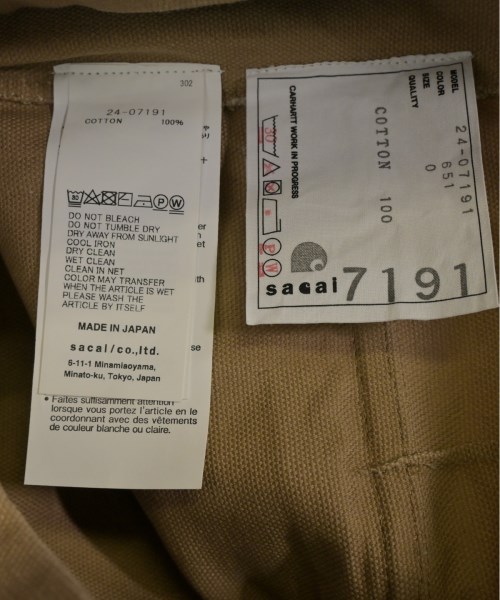 302
24-07191
COTTON 100%
DO NOT BLEACH
DO NOT TUMBLE DRY
DRY AWAY FROM SUNLIGHT
COOL IRON
DRY CLEAN
WET CLEAN
CLEAN IN NET
COLOR MAY TRANSFER
WHEN THE ARTICLE IS WET
PLEASE WASH THE
ARTICLE BY ITSELF
MADE IN JAPAN
sacai/co.,ltd.
6-11-1 Minamiaoyama,
Minato-ku, Tokyo, Japan
• Faites suffisamment attention
lorsque vous portez l'article en le
coordonnant avec des vêtements
de couleur blanche ou claire.
MODEL 24-07191
COLOR 651
SIZE 0
QUALITY
COTTON 100
CARHARTT WORK IN PROGRESS
sacai 7191